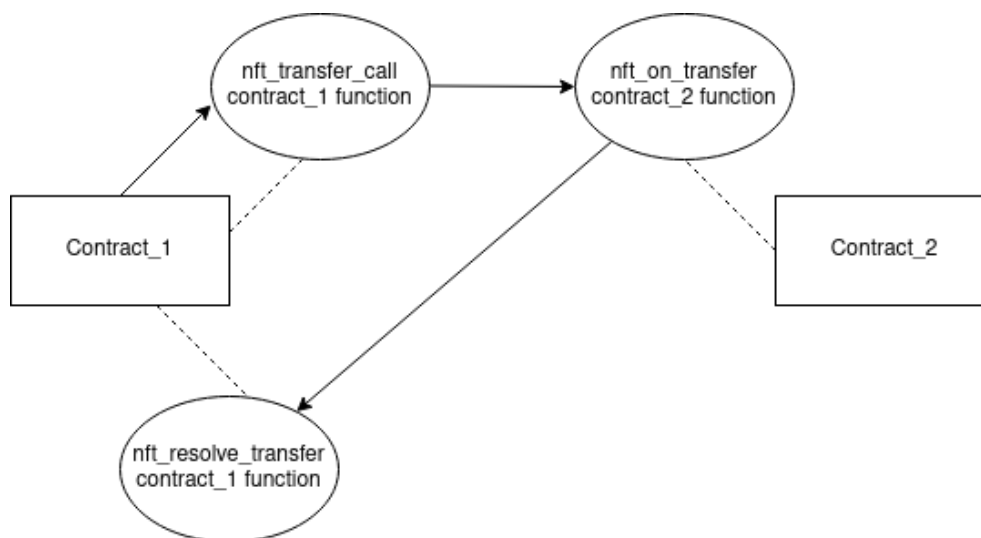 nft_transfer_call
contract_1 function
nft_on_transfer
contract_2 function
Contract_1
Contract_2
nft_resolve_transfer
contract_1 function